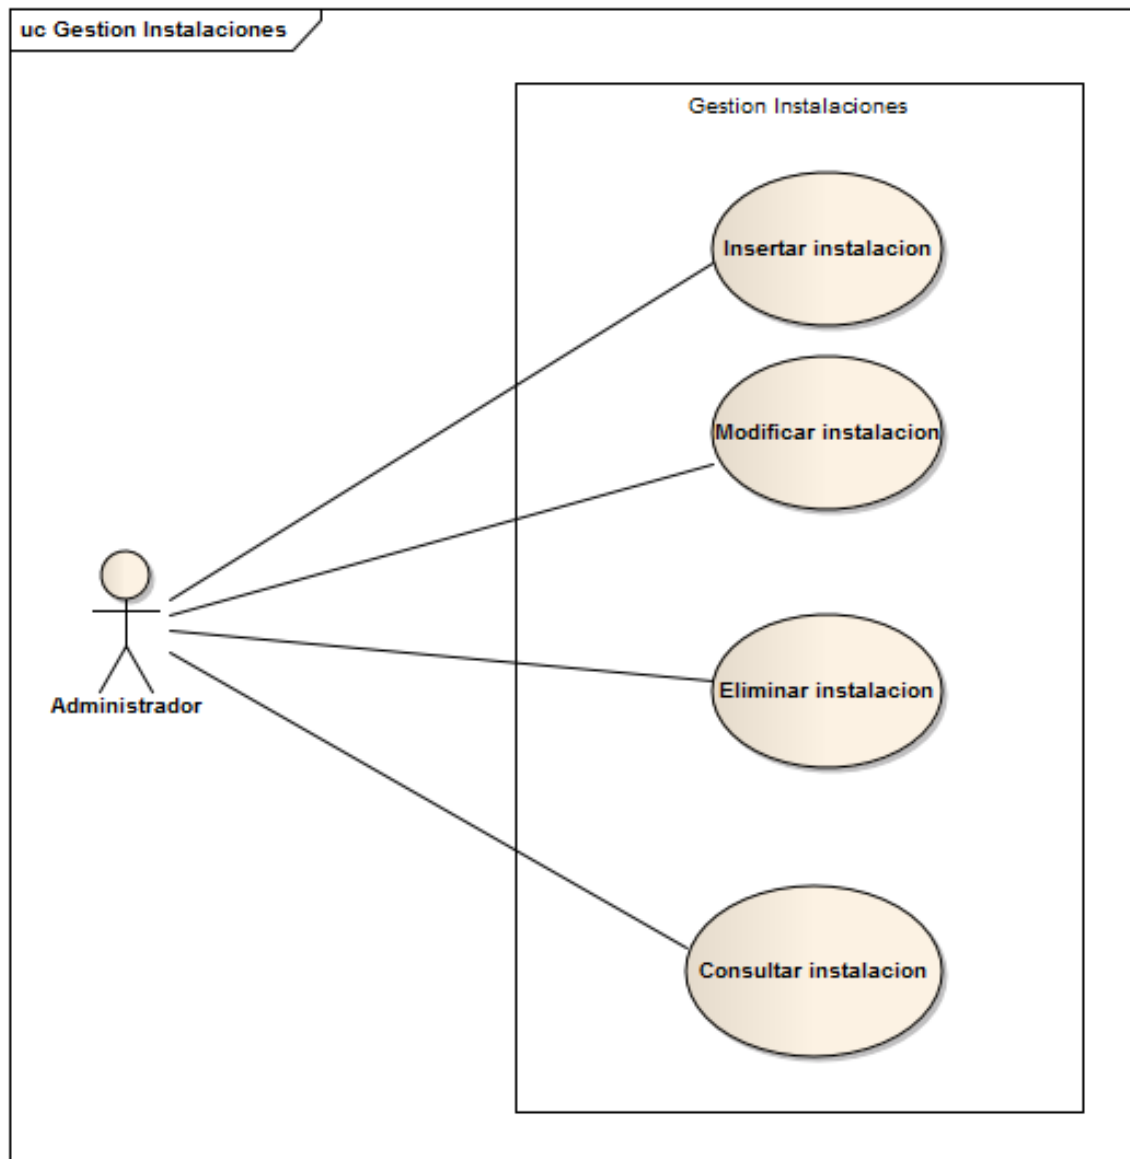 uc Gestion Instalaciones
Gestion Instalaciones
Insertar instalacion
Modificar instalacion
Eliminar instalacion
Administrador
Consultar instalacion